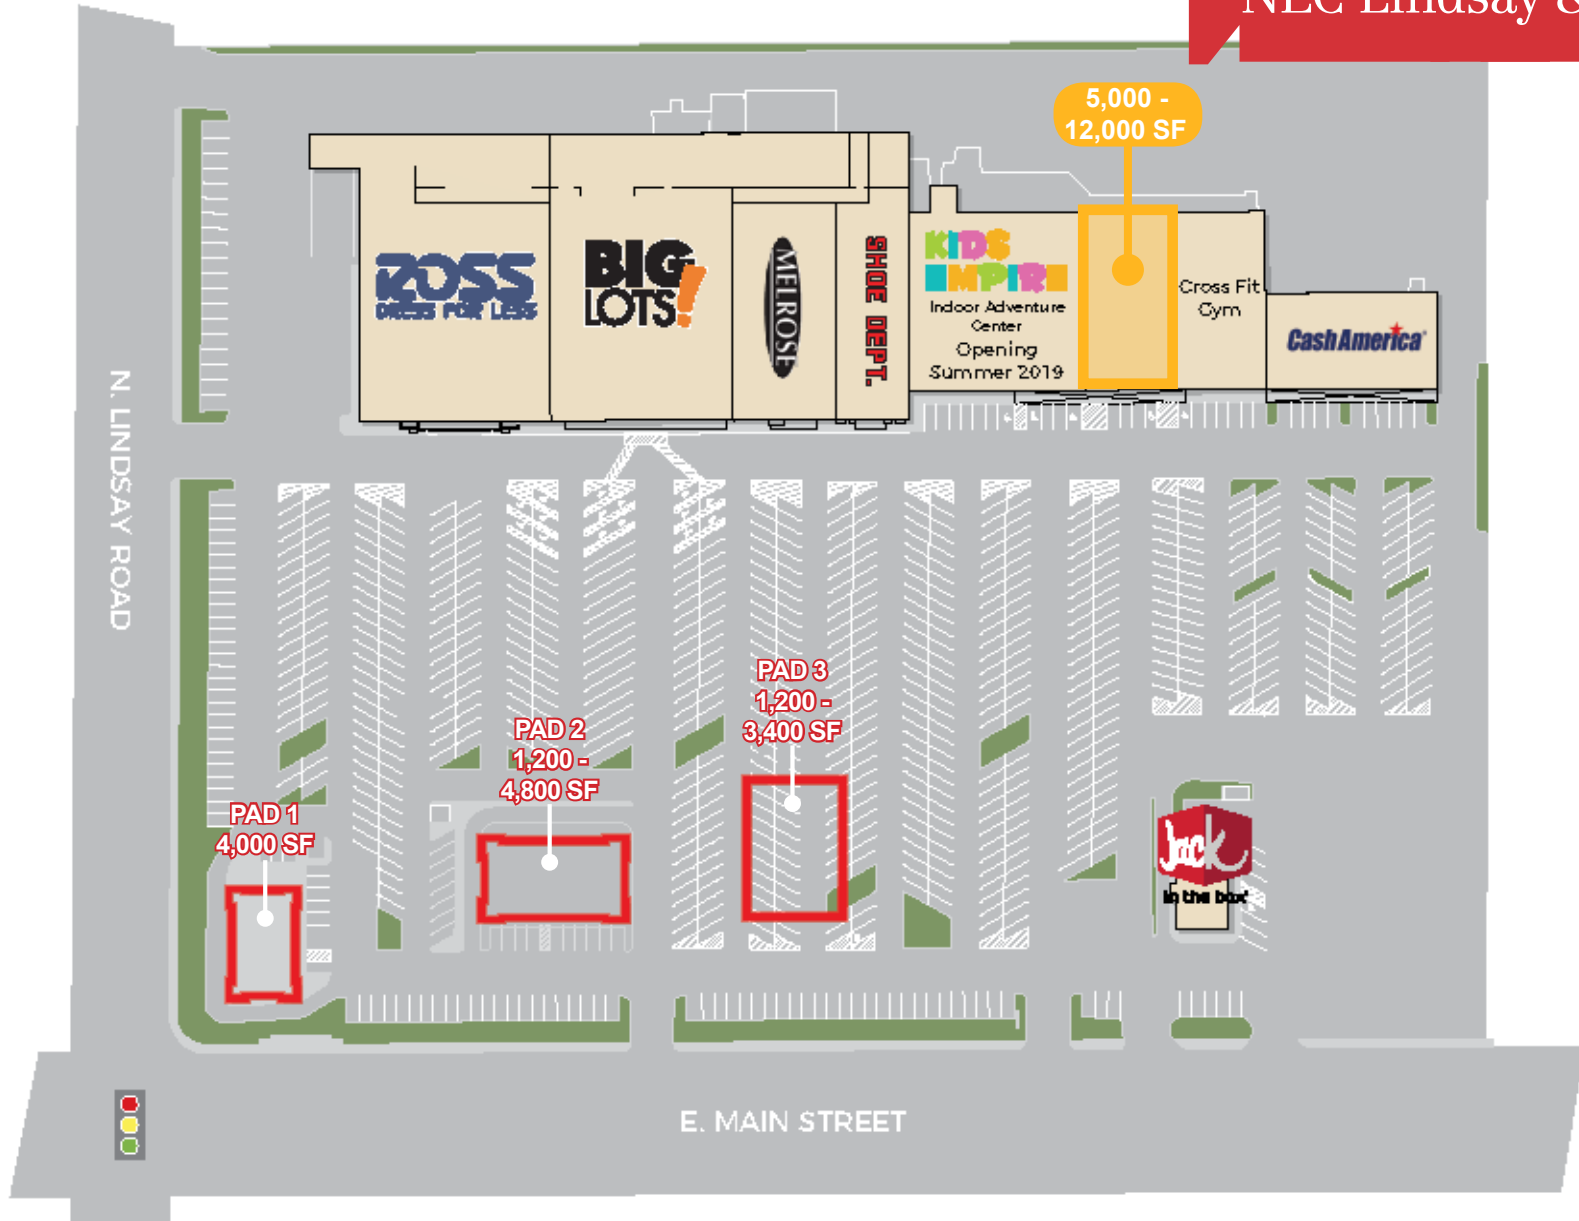 NEC Lindsay &
5,000 -
12,000 SF
ROSS
DRESS FOR LESS
BIG
LOTS!
MELROSE
SHOE DEPT.
KIDS
EMPIRE
Indoor Adventure
Center
Opening
Summer 2019
Cross Fit
Gym
CashAmerica
N. LINDSAY ROAD
PAD 3
1,200 -
3,400 SF
PAD 2
1,200 -
4,800 SF
PAD 1
4,000 SF
Jack
in the box
E. MAIN STREET